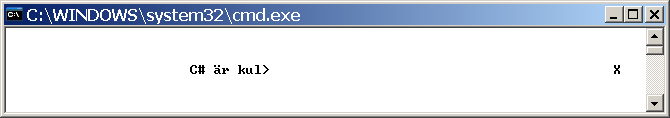 C:\WINDOWS\system32\cmd.exe
C# är kul> X